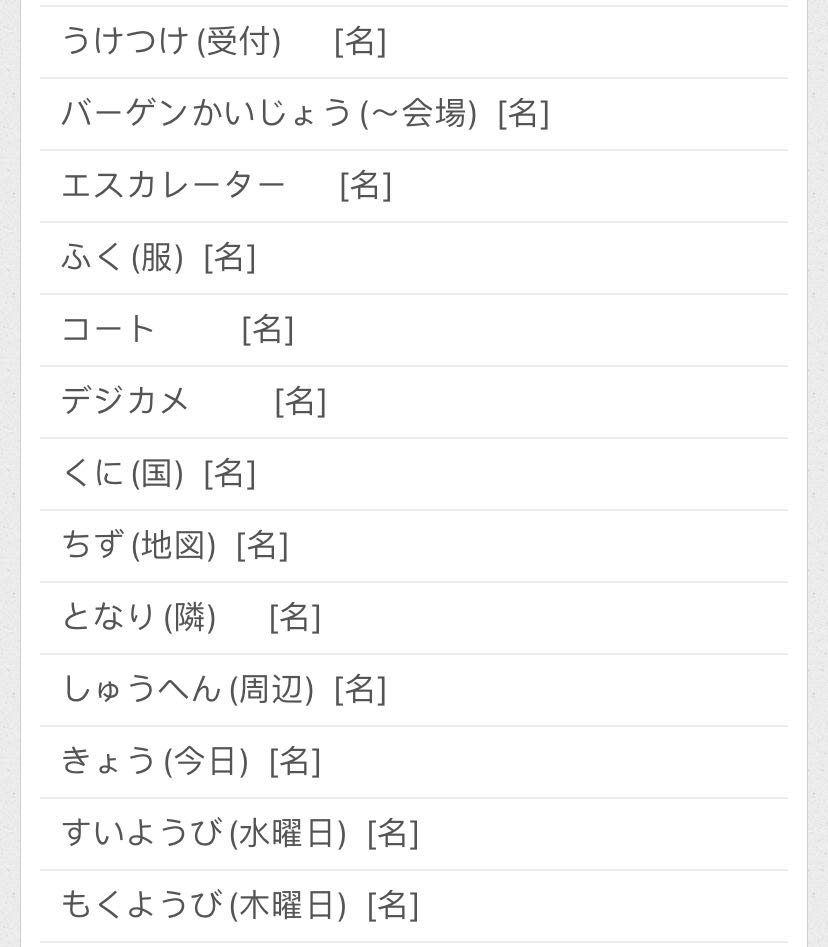 うけつけ(受付) [名]
バーゲンかいじょう(〜会場) [名]
エスカレーター [名]
ふく(服) [名]
コート [名]
デジカメ [名]
くに(国) [名]
ちず(地図) [名]
となり(隣) [名]
しゅうへん(周辺) [名]
きょう(今日) [名]
すいようび(水曜日) [名]
もくようび(木曜日) [名]